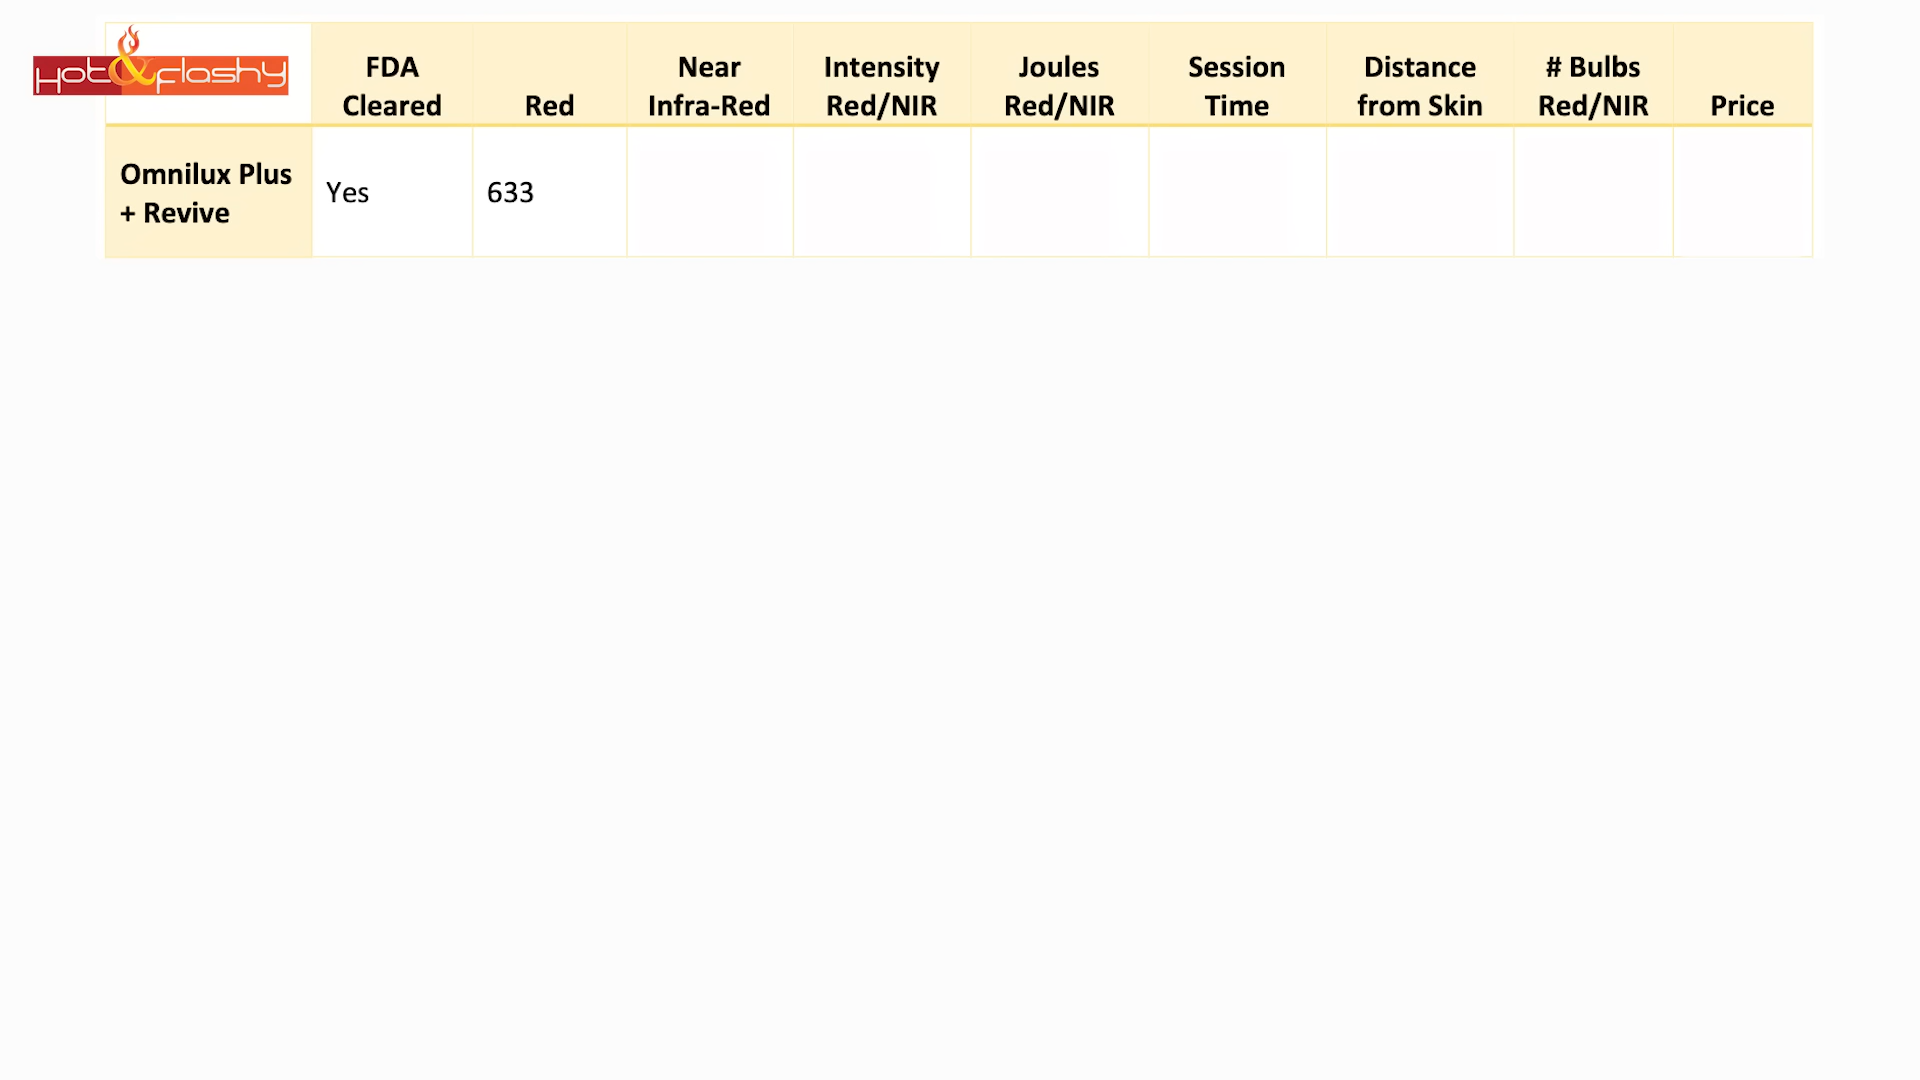 Hot & flashy
FDA Cleared
Red
Near Infra-Red
Intensity Red/NIR
Joules Red/NIR
Session Time
Distance from Skin
# Bulbs Red/NIR
Price
Omnilux Plus + Revive
Yes
633